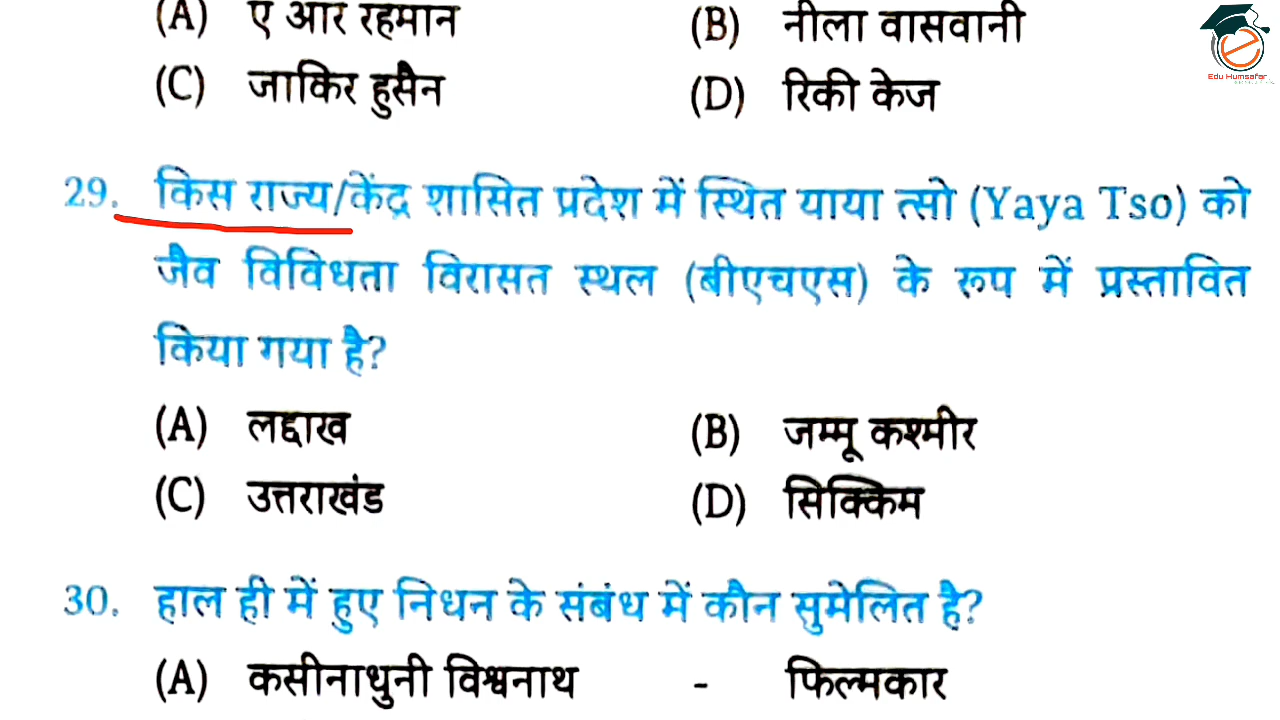 (A) ए आर रहमान (B) नीला वासवानी
(C) जाकिर हुसैन (D) रिकी केज
Edu Humsafar
29. किस राज्य/केंद्र शासित प्रदेश में स्थित याया त्सो (Yaya Tso) को
जैव विविधता विरासत स्थल (बीएचएस) के रूप में प्रस्तावित
किया गया है?
(A) लद्दाख (B) जम्मू कश्मीर
(C) उत्तराखंड (D) सिक्किम
30. हाल ही में हुए निधन के संबंध में कौन सुमेलित है?
(A) कसीनाधुनी विश्वनाथ - फिल्मकार